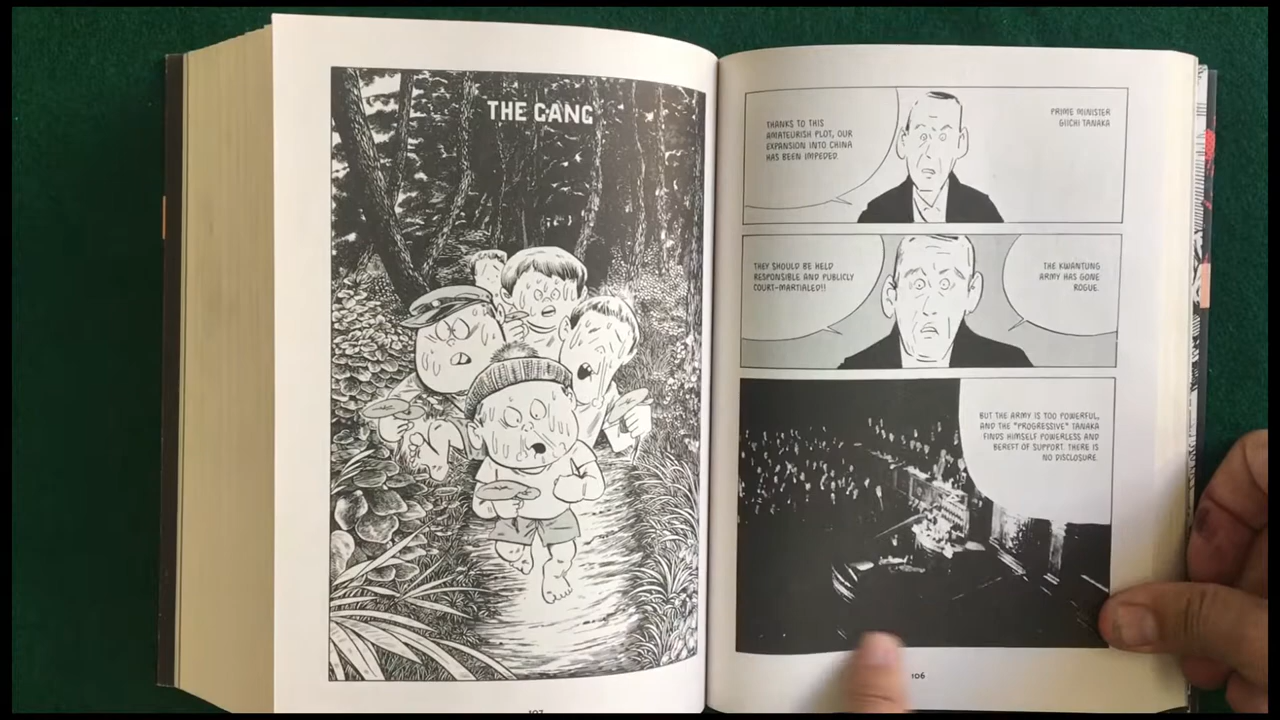 PRIME MINISTER
GIICHI TANAKA
THANKS TO THIS
AMATEURISH PLOT, OUR
EXPANSION INTO CHINA
HAS BEEN IMPEDED.
THE KWANTUNG
ARMY HAS GONE
ROGUE.
THEY SHOULD BE HELD
RESPONSIBLE AND PUBLICLY
COURT-MARTIALED!!
BUT THE ARMY IS TOO POWERFUL,
AND THE "PROGRESSIVE" TANAKA
FINDS HIMSELF POWERLESS AND
BEREFT OF SUPPORT. THERE IS
NO DISCLOSURE.
106
THE GANG
107